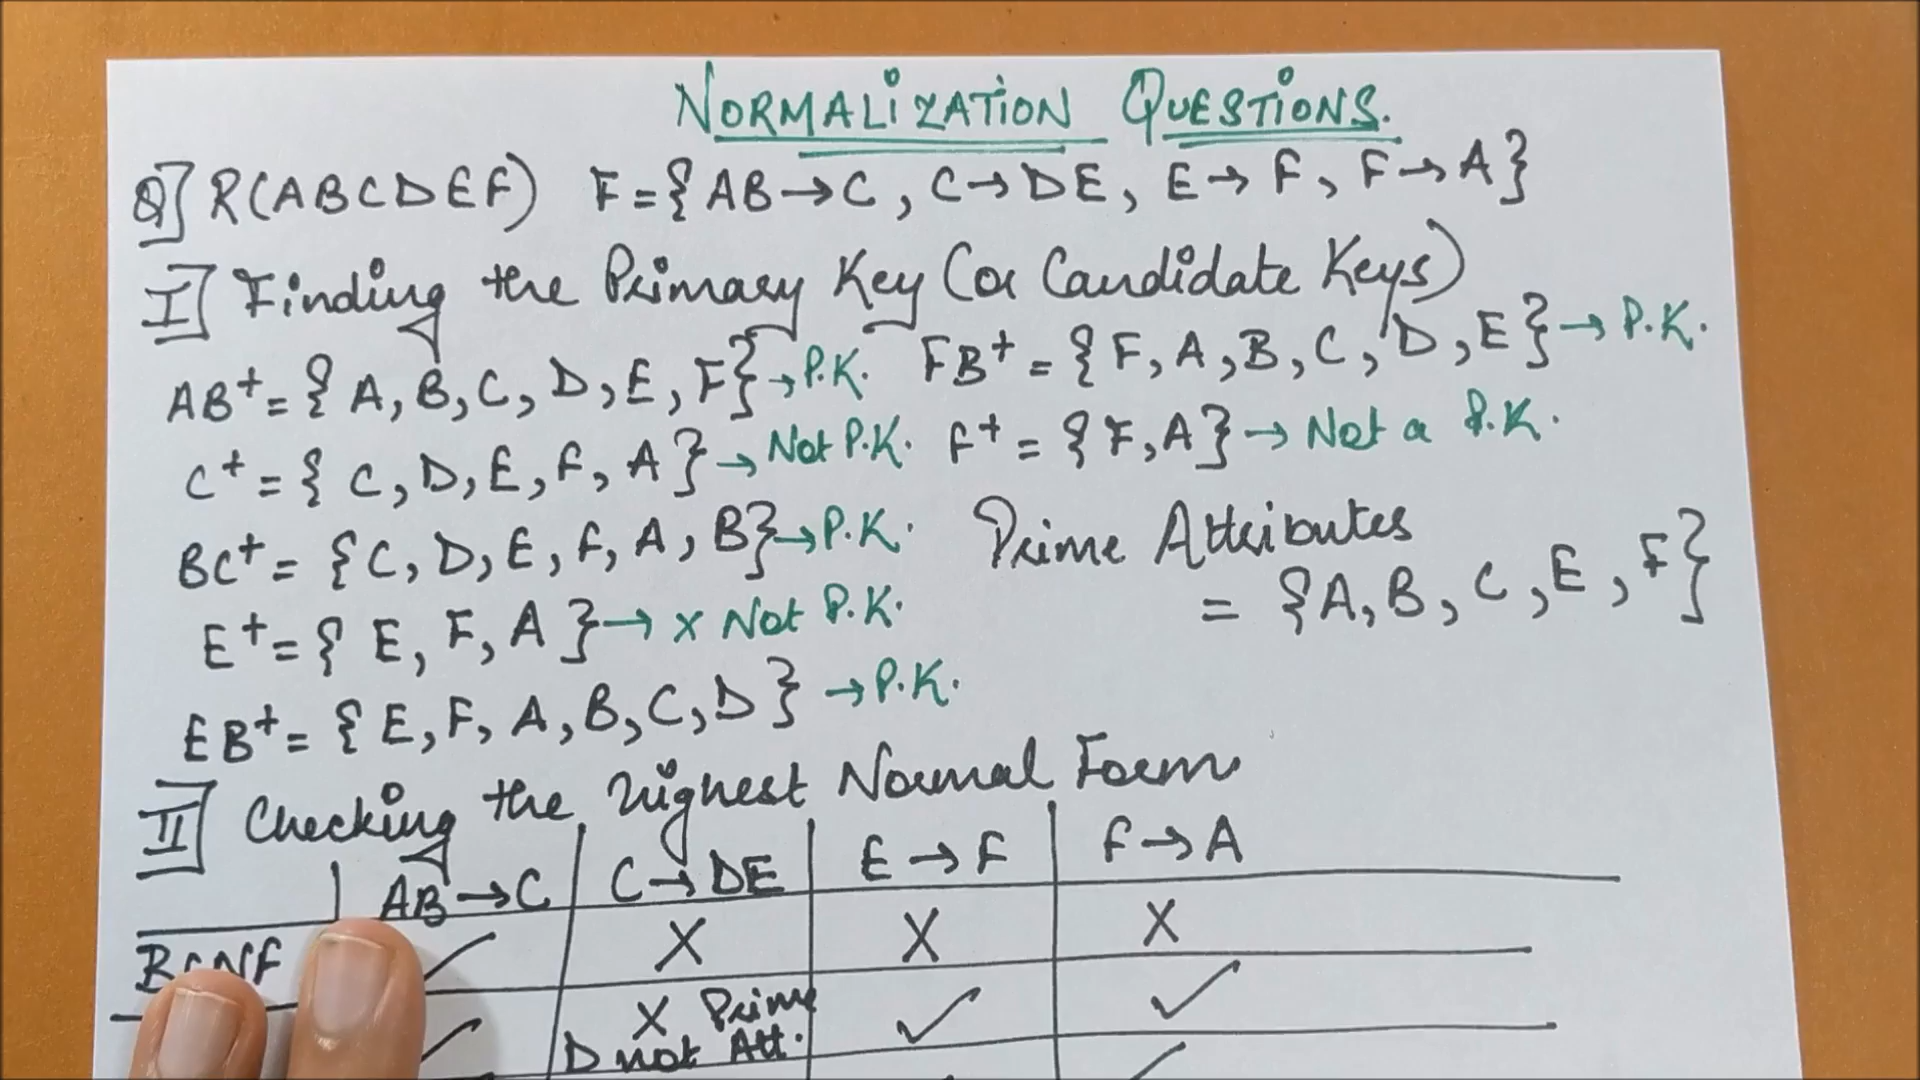 NORMALIZATION QUESTIONS.
Q] R(ABCDEF) F={AB→C, C→DE, E→F, F→A}
I] Finding the Primary Key (or Candidate Keys)
AB+ = {A, B, C, D, E, F} → P.K.
C+ = {C, D, E, F, A} → Not P.K.
BC+ = {C, D, E, F, A, B} → P.K.
E+ = {E, F, A} → x Not P.K.
EB+ = {E, F, A, B, C, D} → P.K.
FB+ = {F, A, B, C, D, E} → P.K.
F+ = {F, A} → Not a P.K.
Prime Attributes
= {A, B, C, E, F}
II] Checking the Highest Normal Form
AB→C C→DE E→F F→A
BCNF ✓ X X X
✓ X Prime ✓ ✓
D not Att.
✓